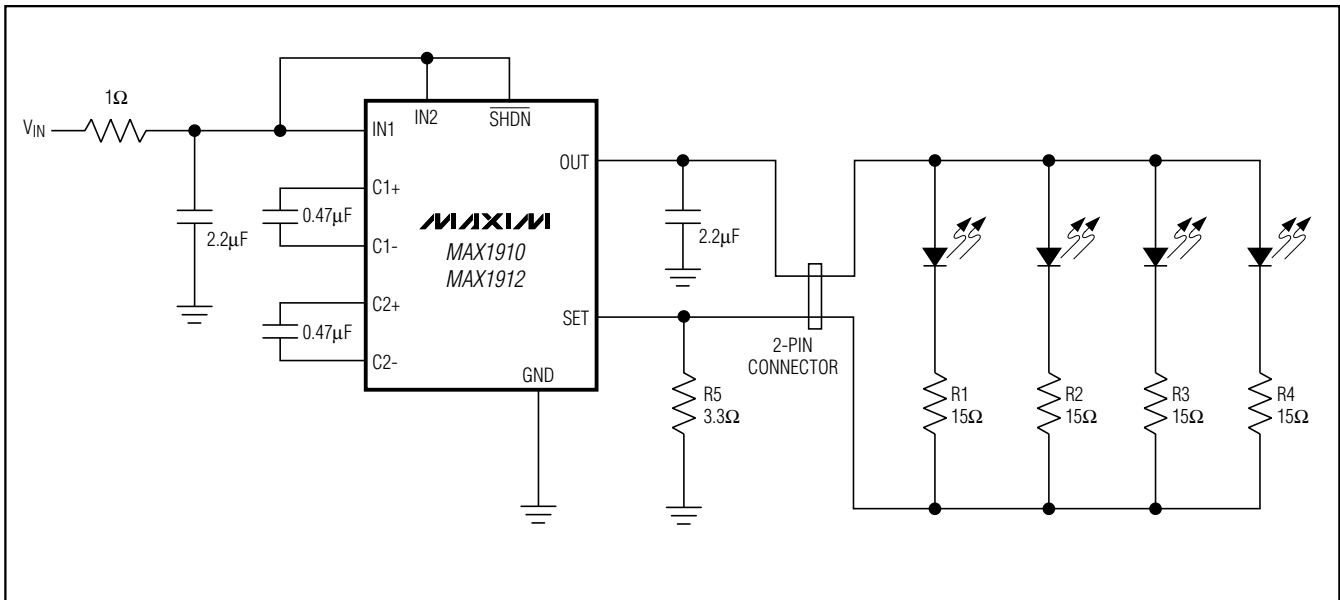 1Ω
VIN
2.2μF
IN1
IN2
SHDN
C1+
0.47μF
C1-
C2+
0.47μF
C2-
MAXIM
MAX1910
MAX1912
OUT
SET
GND
2.2μF
R5
3.3Ω
2-PIN
CONNECTOR
R1
15Ω
R2
15Ω
R3
15Ω
R4
15Ω